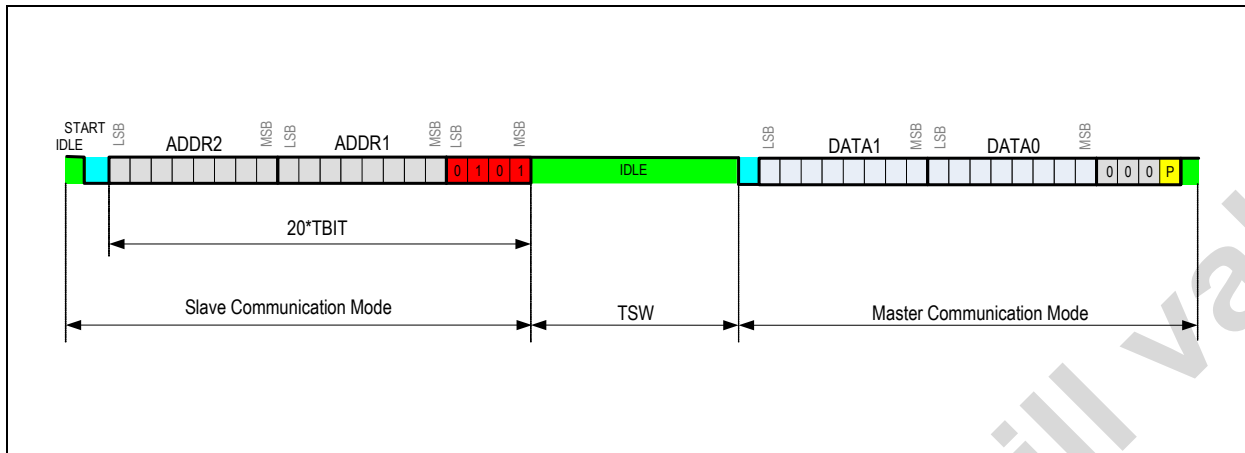 START
IDLE
LSB
ADDR2
MSB
LSB
ADDR1
MSB
LSB
MSB
0 1 0 1
IDLE
LSB
DATA1
MSB
LSB
DATA0
MSB
0 0 0 P
20*TBIT
Slave Communication Mode
TSW
Master Communication Mode